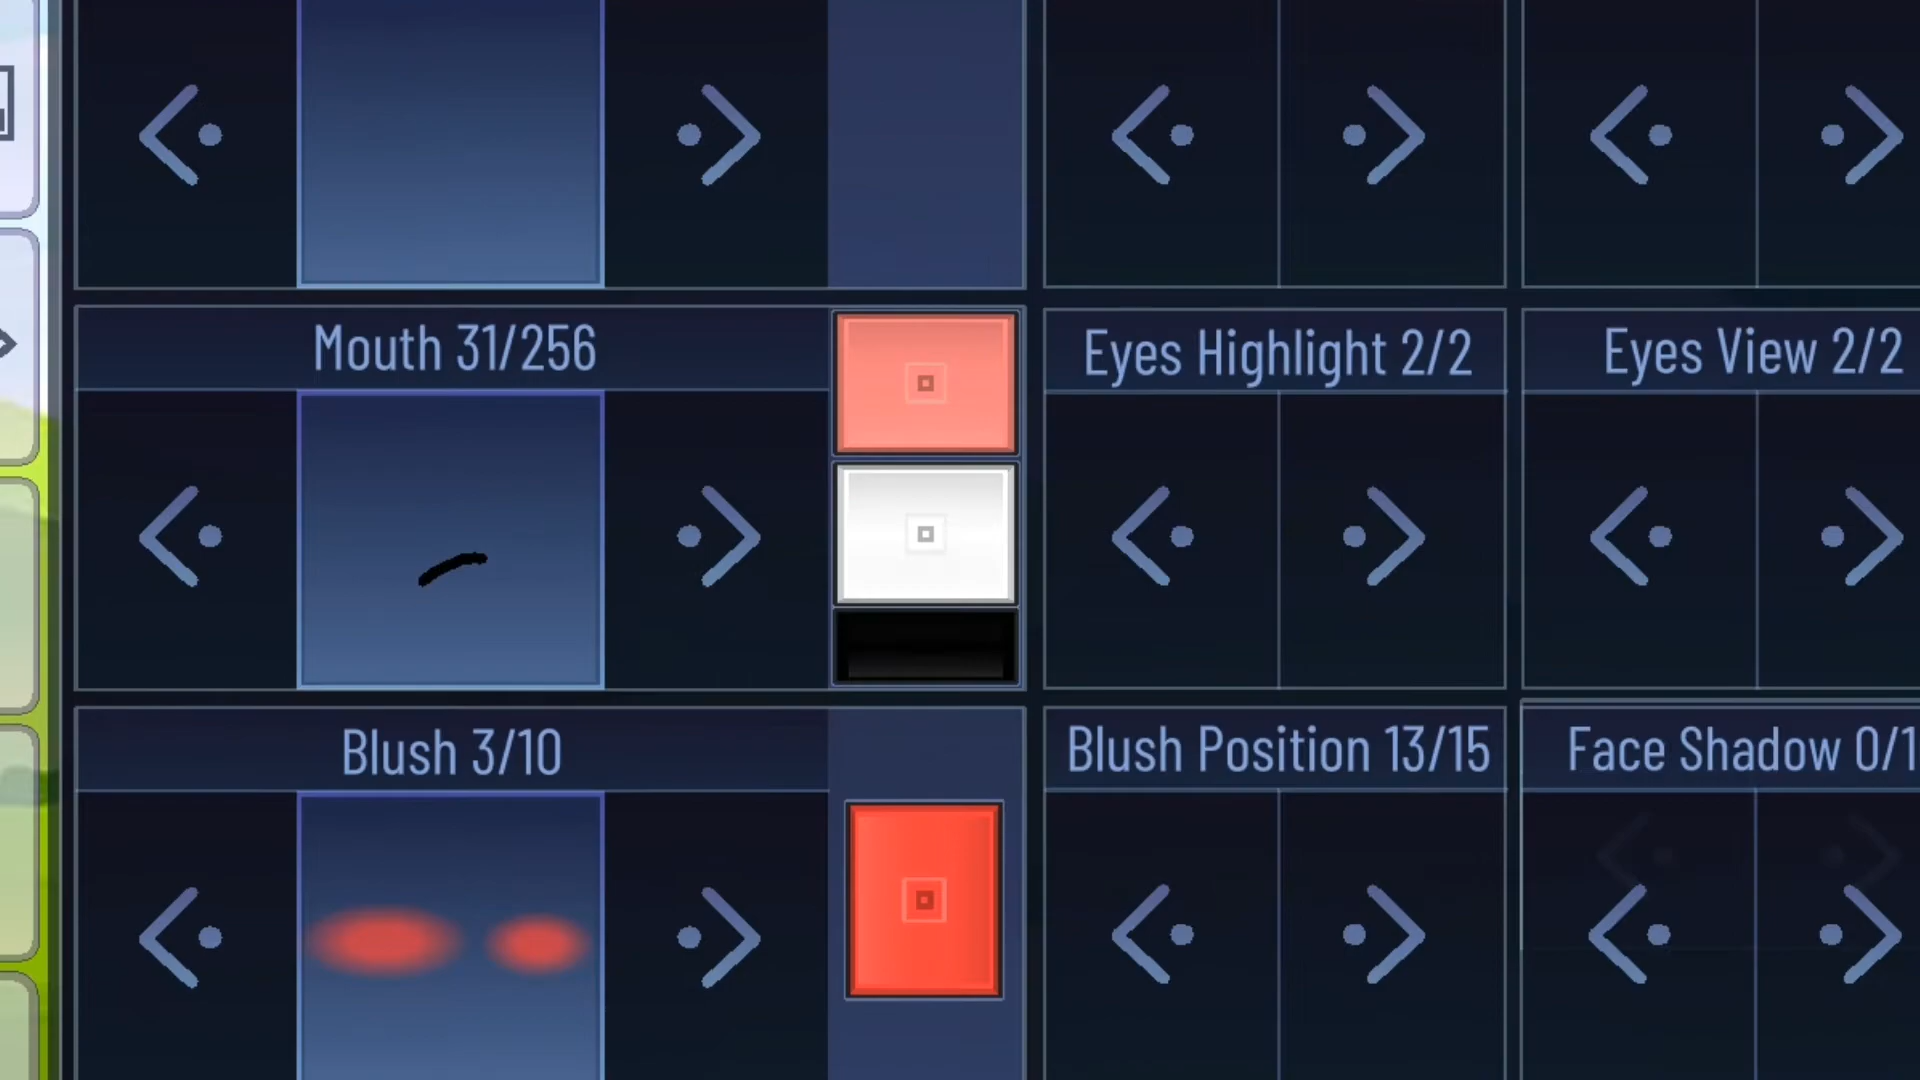 Mouth 31/256
Eyes Highlight 2/2
Eyes View 2/2
Blush 3/10
Blush Position 13/15
Face Shadow 0/1